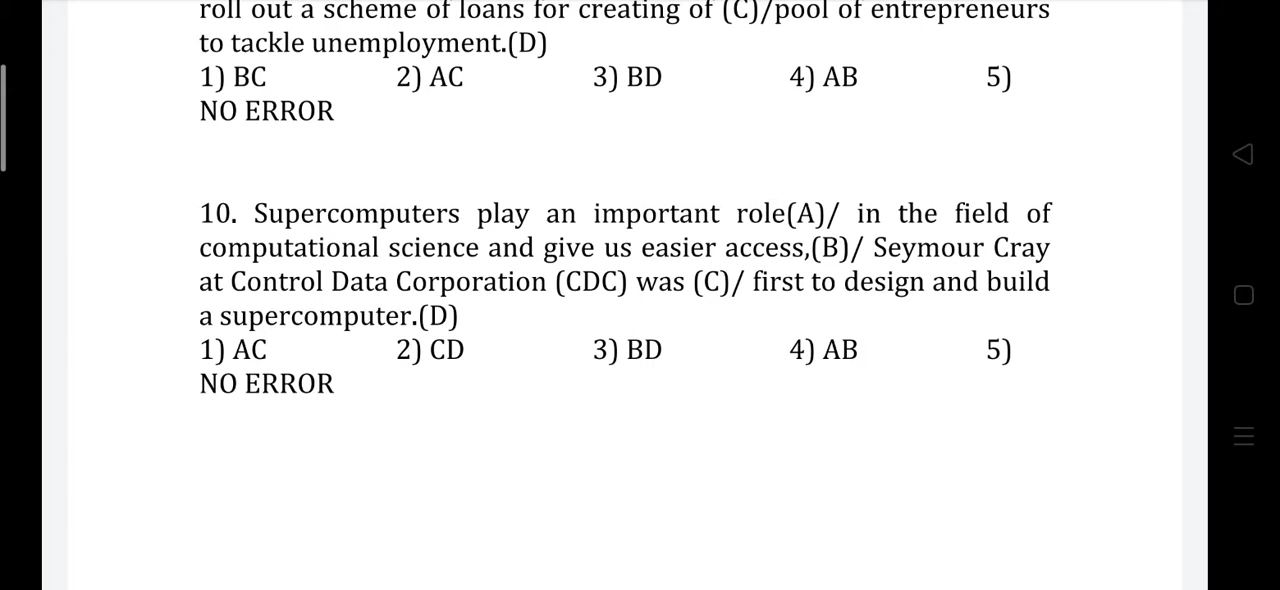 roll out a scheme of loans for creating of (C)/pool of entrepreneurs
to tackle unemployment.(D)
1) BC 2) AC 3) BD 4) AB 5)
NO ERROR
10. Supercomputers play an important role(A)/ in the field of
computational science and give us easier access,(B)/ Seymour Cray
at Control Data Corporation (CDC) was (C)/ first to design and build
a supercomputer.(D)
1) AC 2) CD 3) BD 4) AB 5)
NO ERROR